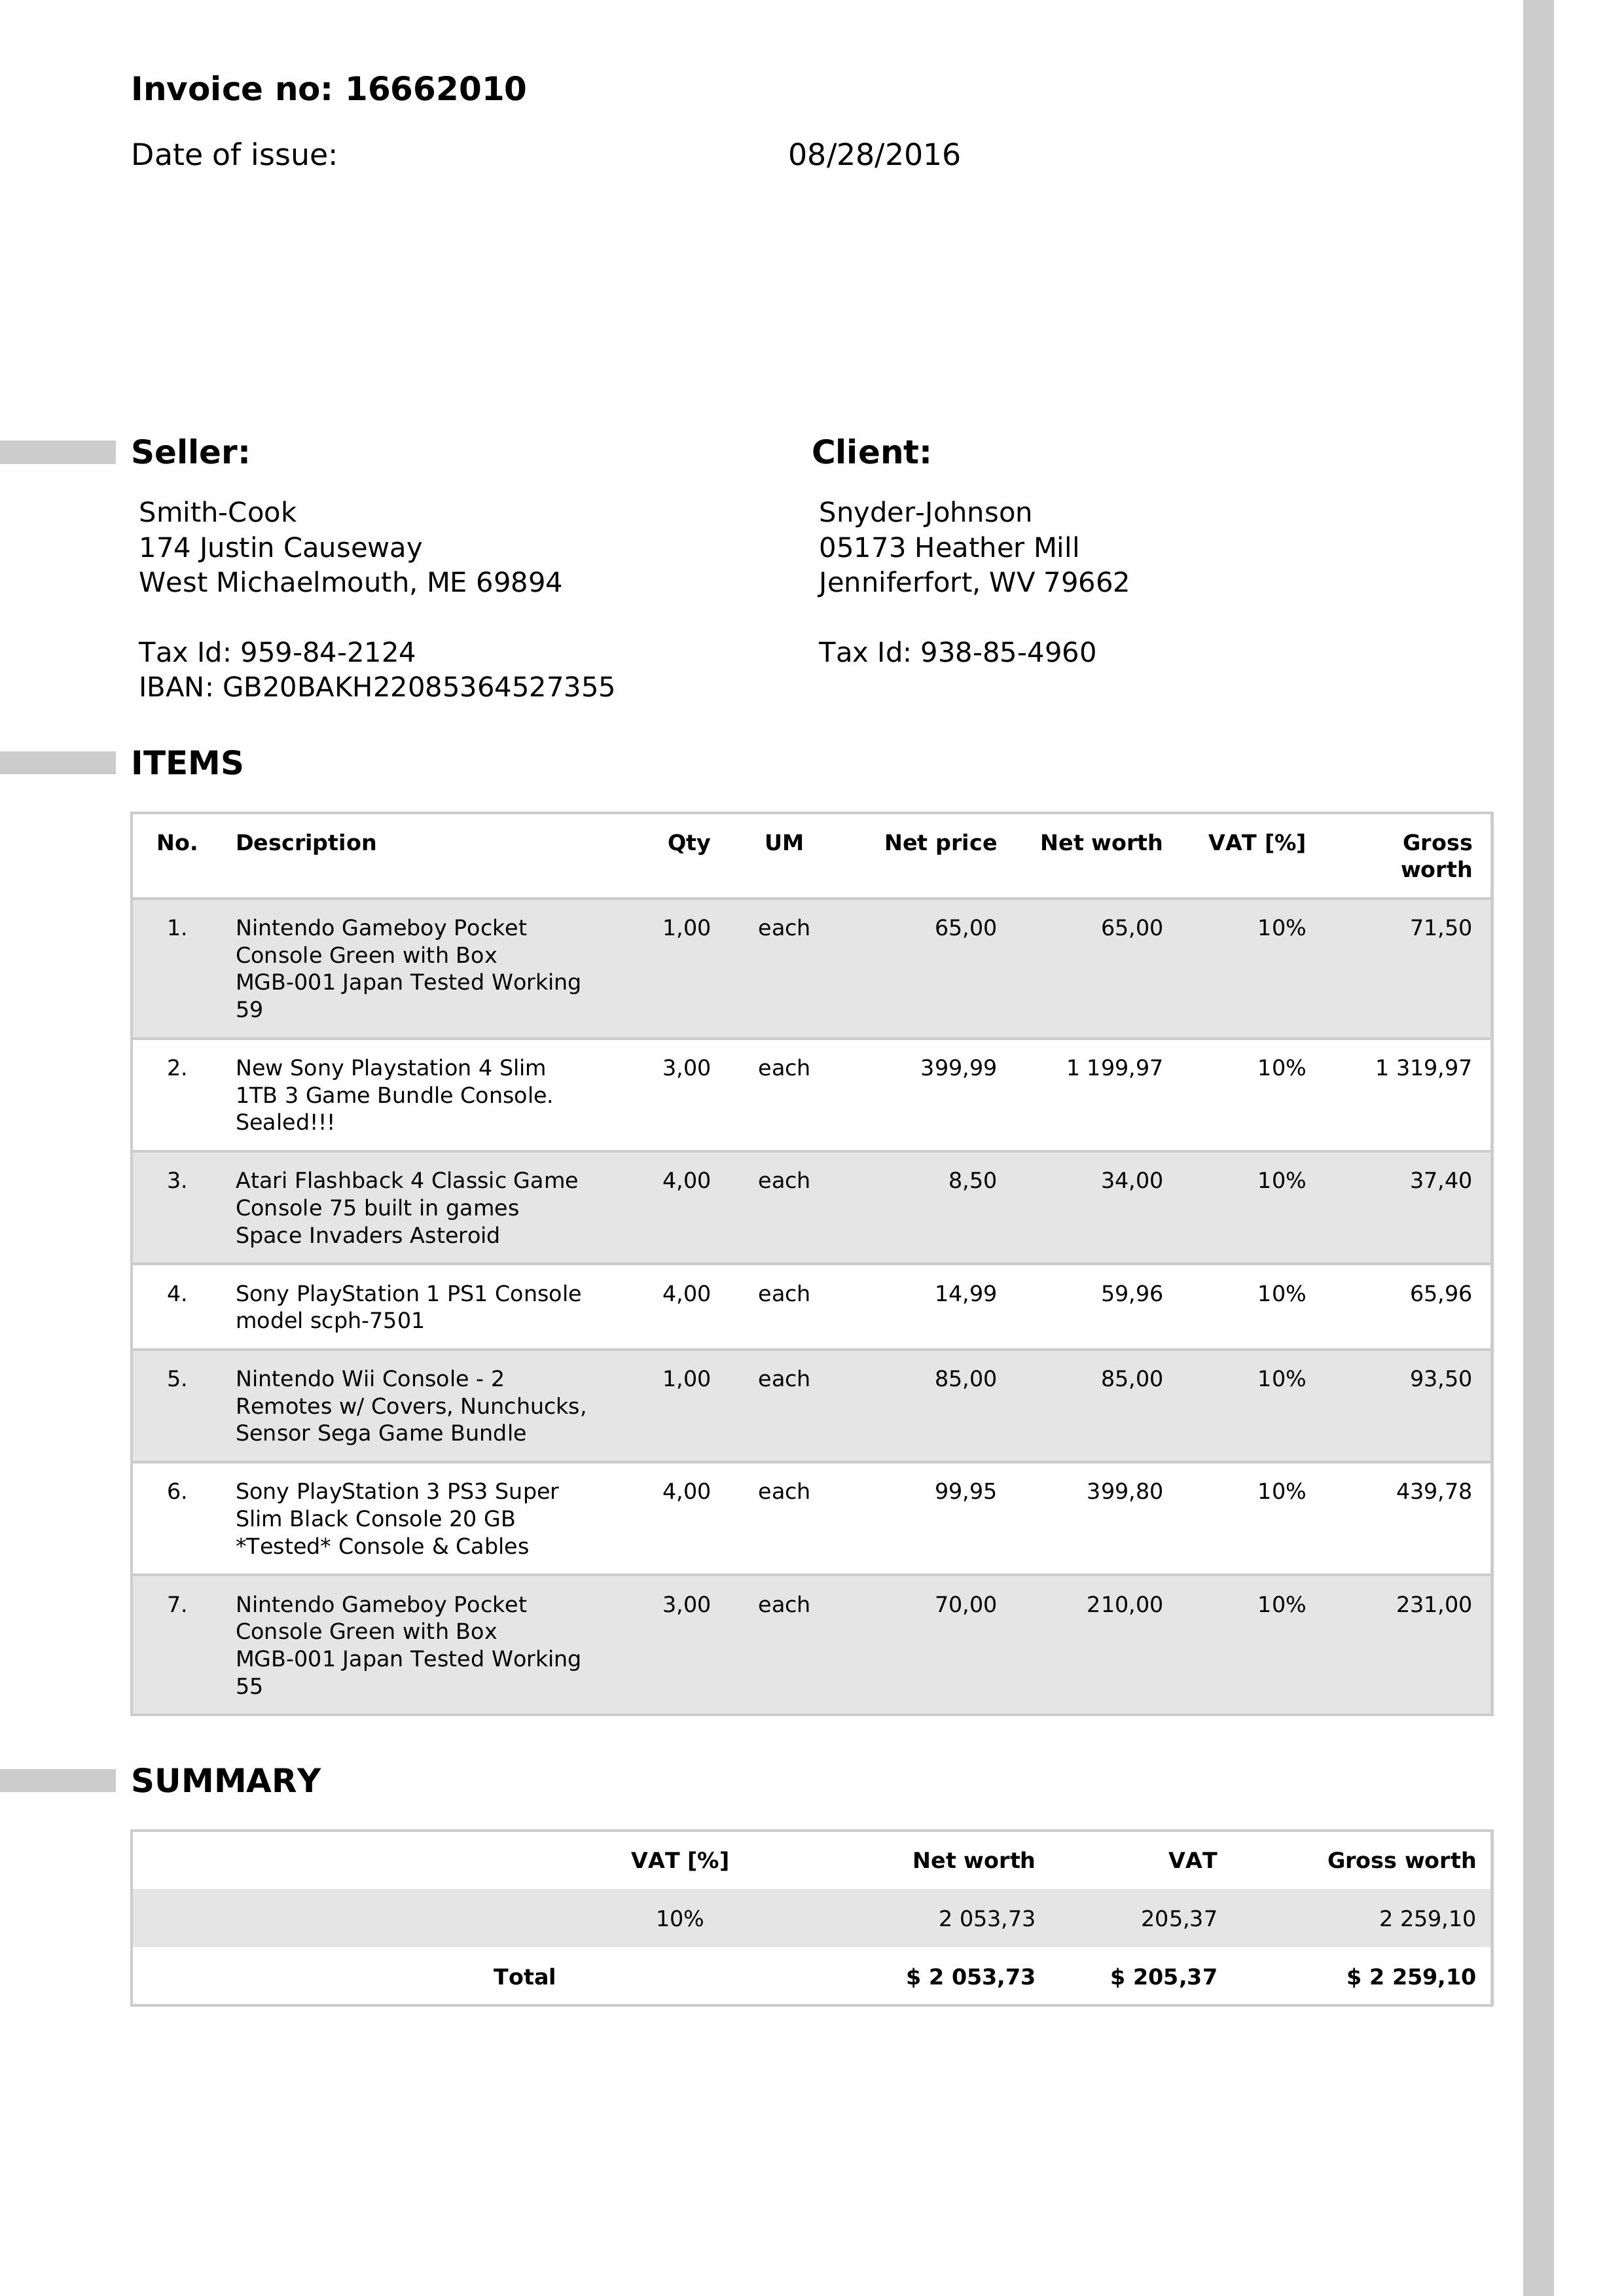 Invoice no: 16662010
Date of issue: 08/28/2016
Seller:
Smith-Cook
174 Justin Causeway
West Michaelmouth, ME 69894
Tax Id: 959-84-2124
IBAN: GB20BAKH22085364527355
Client:
Snyder-Johnson
05173 Heather Mill
Jenniferfort, WV 79662
Tax Id: 938-85-4960
ITEMS
No. Description Qty UM Net price Net worth VAT [%] Gross
worth
1. Nintendo Gameboy Pocket 1,00 each 65,00 65,00 10% 71,50
Console Green with Box
MGB-001 Japan Tested Working
59
2. New Sony Playstation 4 Slim 3,00 each 399,99 1 199,97 10% 1 319,97
1TB 3 Game Bundle Console.
Sealed!!!
3. Atari Flashback 4 Classic Game 4,00 each 8,50 34,00 10% 37,40
Console 75 built in games
Space Invaders Asteroid
4. Sony PlayStation 1 PS1 Console 4,00 each 14,99 59,96 10% 65,96
model scph-7501
5. Nintendo Wii Console - 2 1,00 each 85,00 85,00 10% 93,50
Remotes w/ Covers, Nunchucks,
Sensor Sega Game Bundle
6. Sony PlayStation 3 PS3 Super 4,00 each 99,95 399,80 10% 439,78
Slim Black Console 20 GB
*Tested* Console & Cables
7. Nintendo Gameboy Pocket 3,00 each 70,00 210,00 10% 231,00
Console Green with Box
MGB-001 Japan Tested Working
55
SUMMARY
VAT [%] Net worth VAT Gross worth
10% 2 053,73 205,37 2 259,10
Total $ 2 053,73 $ 205,37 $ 2 259,10